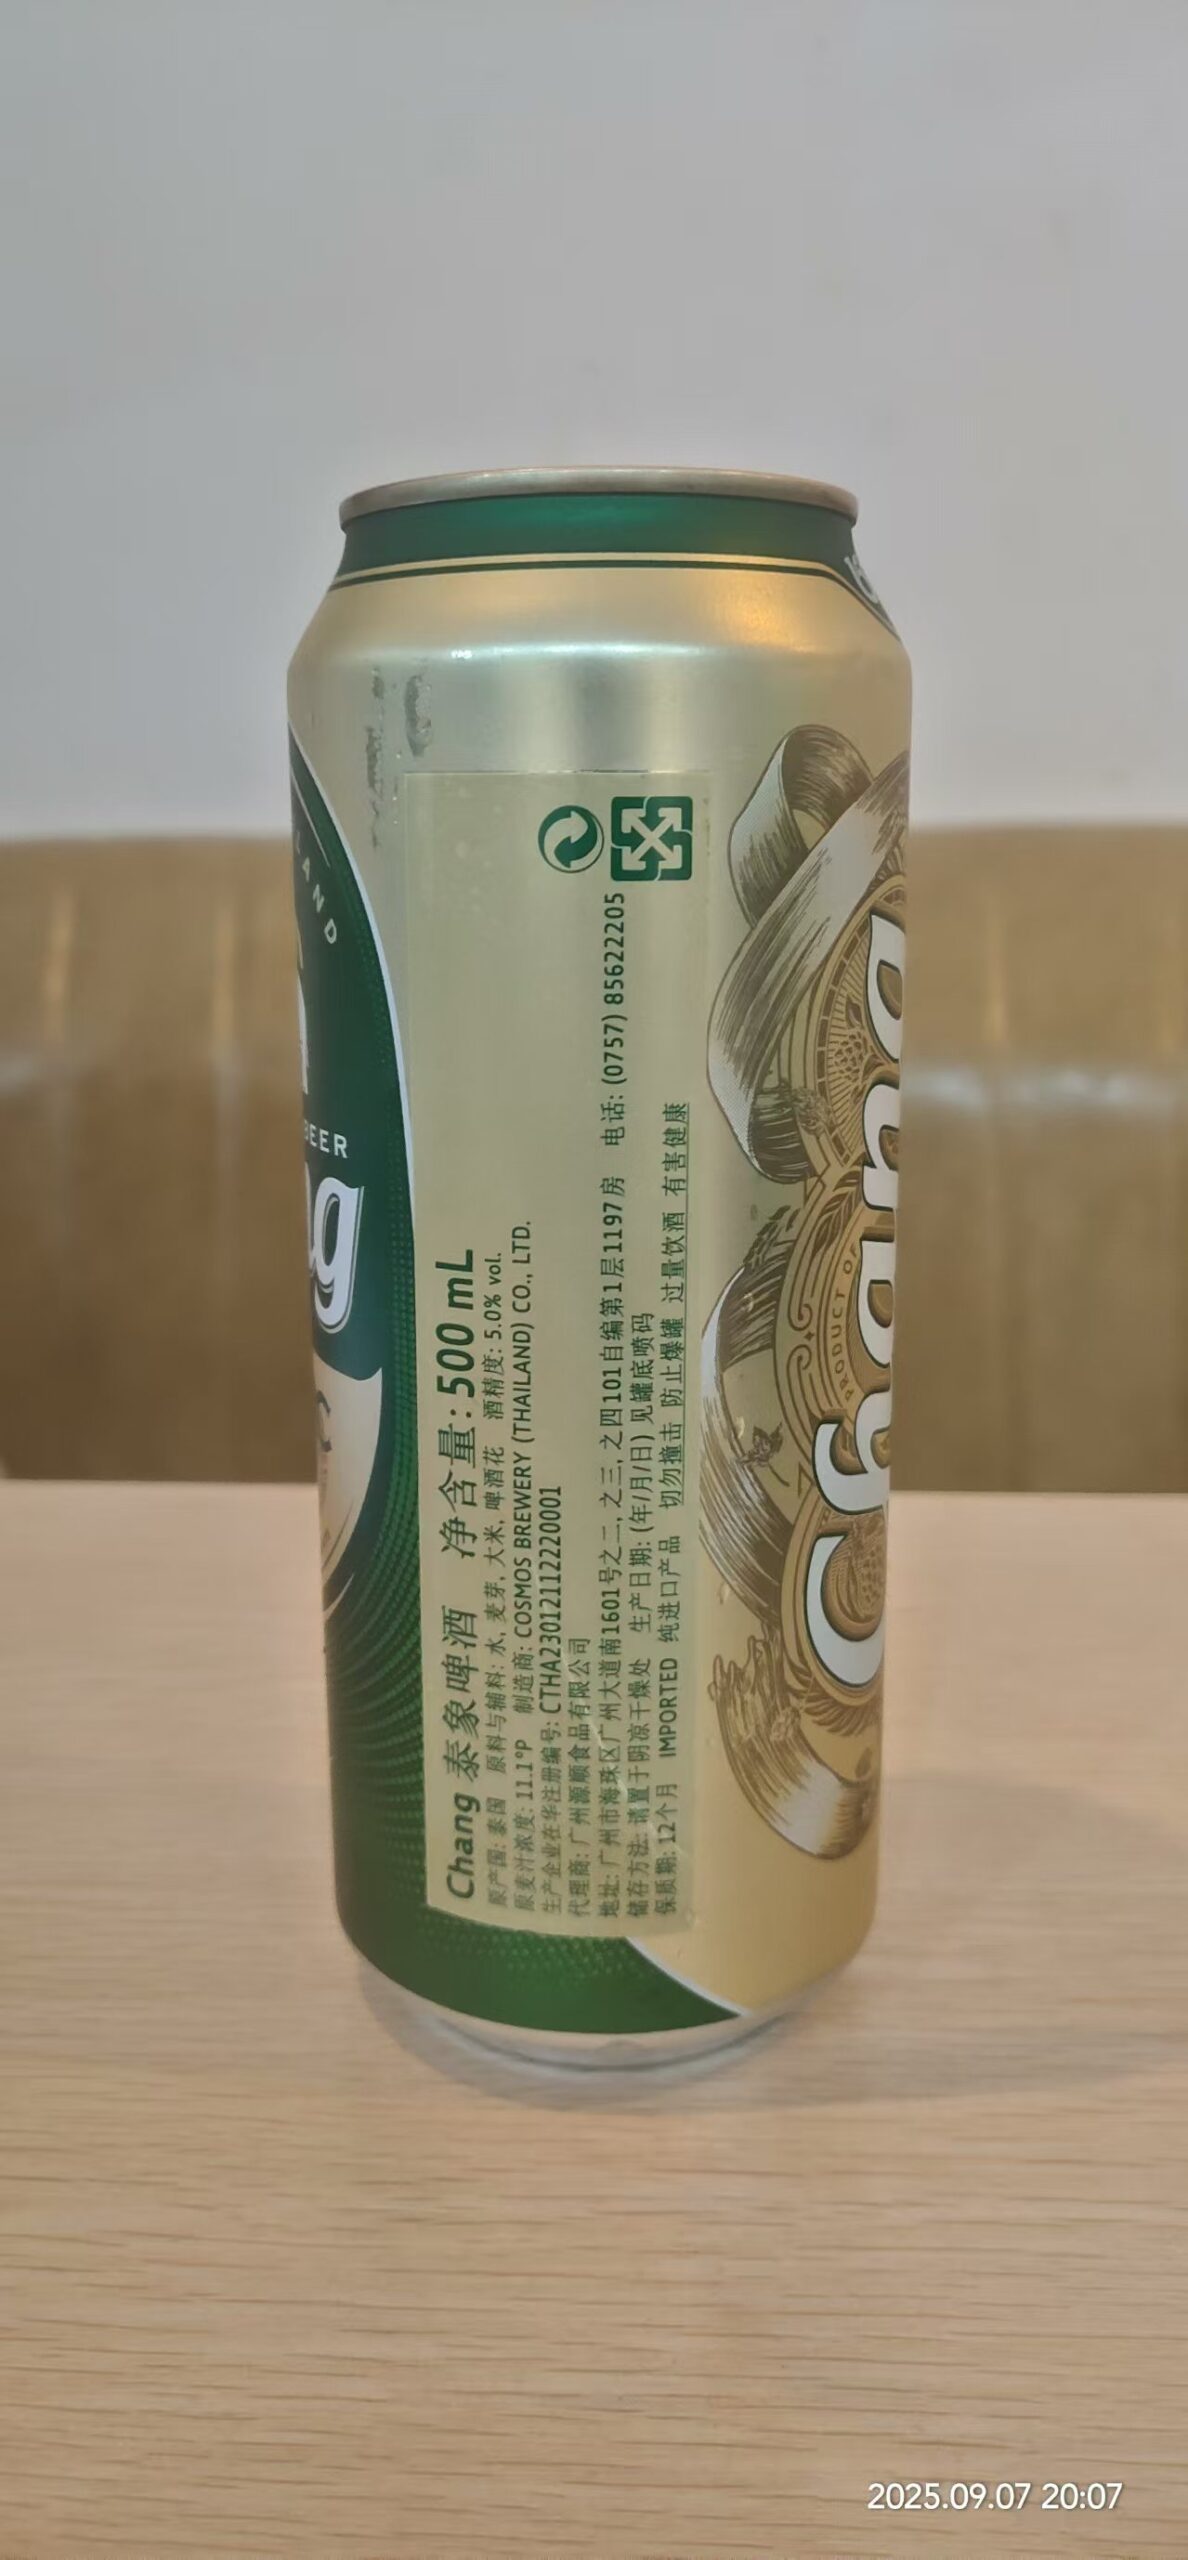 LAND
BEER
ng
Chang 泰象啤酒 净含量: 500 mL
原产国: 泰国 原料与辅料: 水, 麦芽, 大米, 啤酒花 酒精度: 5.0% vol.
原麦汁浓度: 11.1°P 制造商: COSMOS BREWERY (THAILAND) CO., LTD.
生产企业在华注册编号: CTHA23012112220001
代理商: 广州源顺食品有限公司
地址: 广州市海珠区广州大道南1601号之二, 之三, 之四101自编第1层1197房 电话: (0757) 85622205
储存方法: 请置于阴凉干燥处 生产日期: (年/月/日) 见罐底喷码
保质期: 12个月 IMPORTED 纯进口产品 切勿撞击 防止爆罐 过量饮酒 有害健康
PRODUCT OF
Chang
2025.09.07 20:07